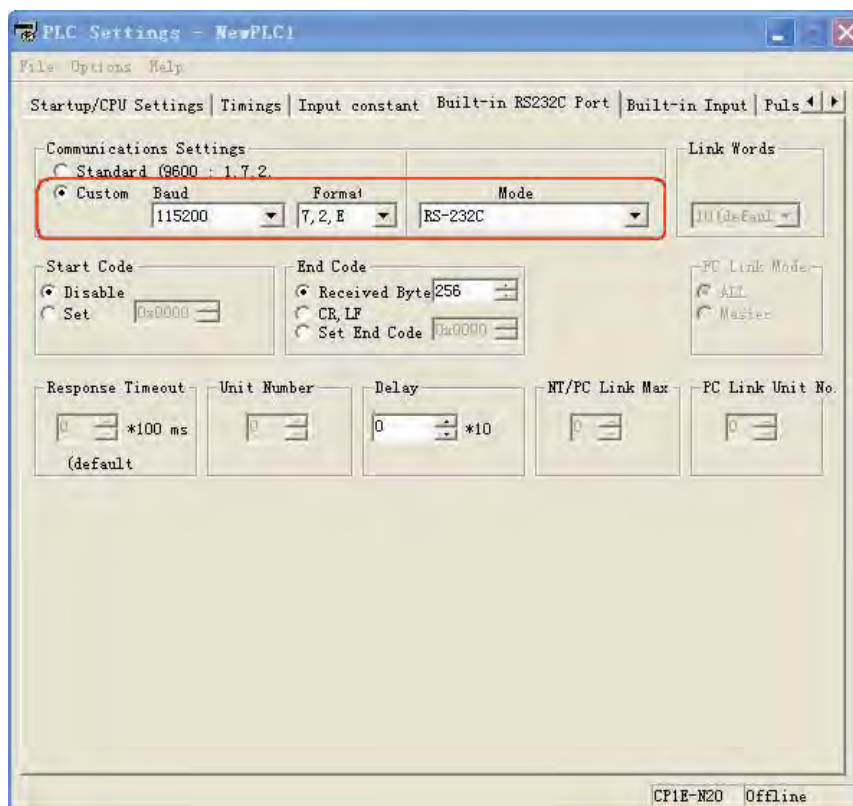 PLC Settings - NewPLC1
File Options Help
Startup/CPU Settings Timings Input constant Built-in RS232C Port Built-in Input Puls
Communications Settings
Link Words
Standard (9600 : 1,7,2,
Custom Baud Format Mode
115200 7,2,E RS-232C 10(defaul
Start Code End Code PC Link Mode
Disable Received Byte 256 ALL
Set 0x0000 CR,LF Master
Set End Code 0x0000
Response Timeout Unit Number Delay NT/PC Link Max PC Link Unit No.
0 *100 ms 0 0 *10 0 0
(default
CP1E-N20 Offline